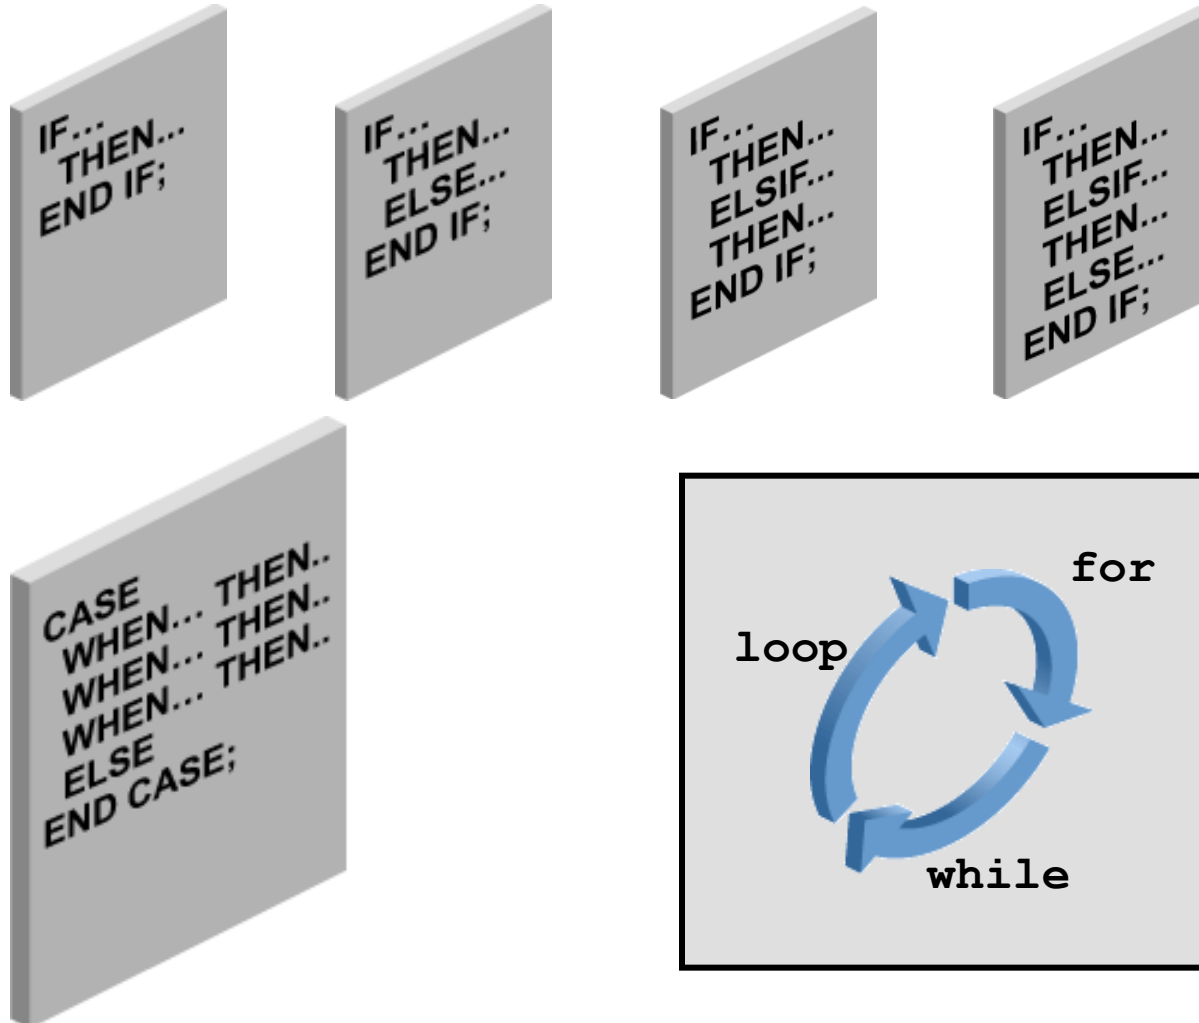 IF...
THEN...
END IF;
IF...
THEN...
ELSE...
END IF;
IF...
THEN...
ELSIF...
THEN...
END IF;
IF...
THEN...
ELSIF...
THEN...
ELSE...
END IF;
CASE
WHEN... THEN..
WHEN... THEN..
WHEN... THEN..
ELSE
END CASE;
for
loop
while